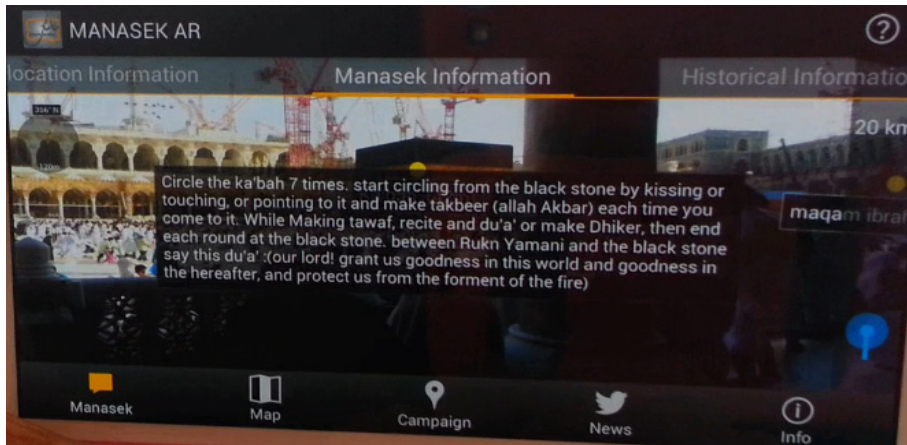 MANASEK AR
location Information
Manasek Information
Historical Informatio
316° N
20 km
120m
Circle the ka'bah 7 times. start circling from the black stone by kissing or
touching, or pointing to it and make takbeer (allah Akbar) each time you
come to it. While Making tawaf, recite and du'a' or make Dhiker, then end
each round at the black stone. between Rukn Yamani and the black stone
say this du'a' :(our lord! grant us goodness in this world and goodness in
the hereafter, and protect us from the forment of the fire)
maqam ibrah
Manasek
Map
Campaign
News
Info